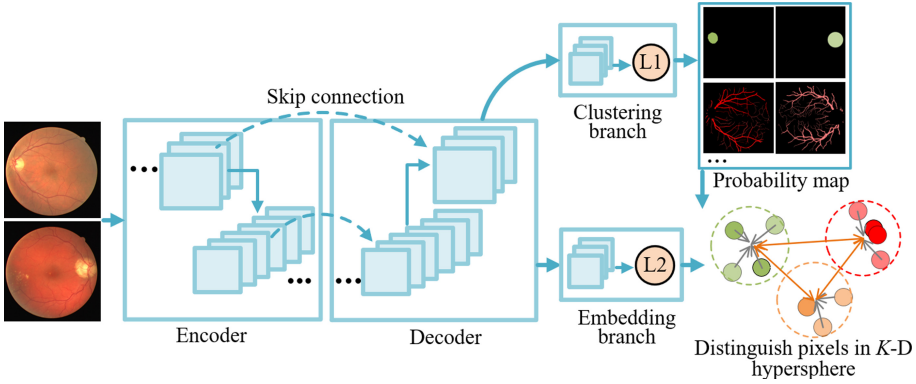 Skip connection
L1
Clustering
branch
Probability map
Encoder
Decoder
L2
Embedding
branch
Distinguish pixels in K-D
hypersphere